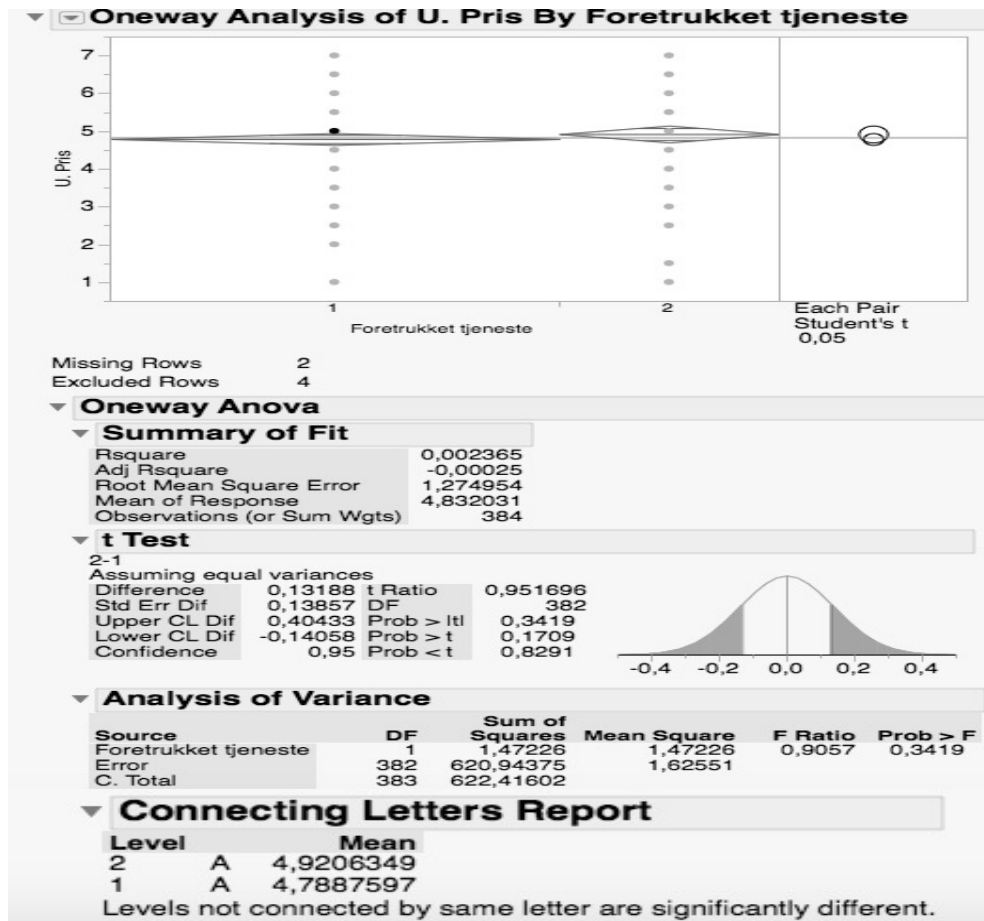 Oneway Analysis of U. Pris By Foretrukket tjeneste
7
6
5
4
3
2
1
U. Pris
1
2
Foretrukket tjeneste
Each Pair
Student's t
0,05
Missing Rows 2
Excluded Rows 4
Oneway Anova
Summary of Fit
Rsquare 0,002365
Adj Rsquare -0,00025
Root Mean Square Error 1,274954
Mean of Response 4,832031
Observations (or Sum Wgts) 384
t Test
2-1
Assuming equal variances
Difference 0,13188 t Ratio 0,951696
Std Err Dif 0,13857 DF 382
Upper CL Dif 0,40433 Prob > |t| 0,3419
Lower CL Dif -0,14058 Prob > t 0,1709
Confidence 0,95 Prob < t 0,8291
-0,4 -0,2 0,0 0,2 0,4
Analysis of Variance
Source DF Sum of Squares Mean Square F Ratio Prob > F
Foretrukket tjeneste 1 1,47226 1,47226 0,9057 0,3419
Error 382 620,94375 1,62551
C. Total 383 622,41602
Connecting Letters Report
Level Mean
2 A 4,9206349
1 A 4,7887597
Levels not connected by same letter are significantly different.